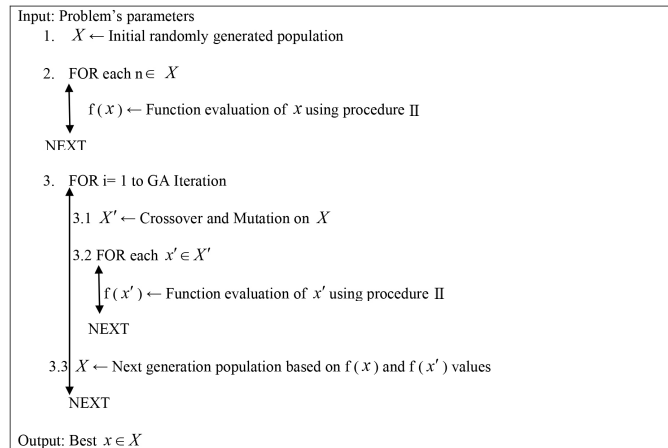 Input: Problem's parameters
1. X ← Initial randomly generated population
2. FOR each n ∈ X
f ( x ) ← Function evaluation of x using procedure II
NEXT
3. FOR i= 1 to GA Iteration
3.1 X′ ← Crossover and Mutation on X
3.2 FOR each x′ ∈ X′
f ( x′ ) ← Function evaluation of x′ using procedure II
NEXT
3.3 X ← Next generation population based on f ( x ) and f ( x′ ) values
NEXT
Output: Best x ∈ X